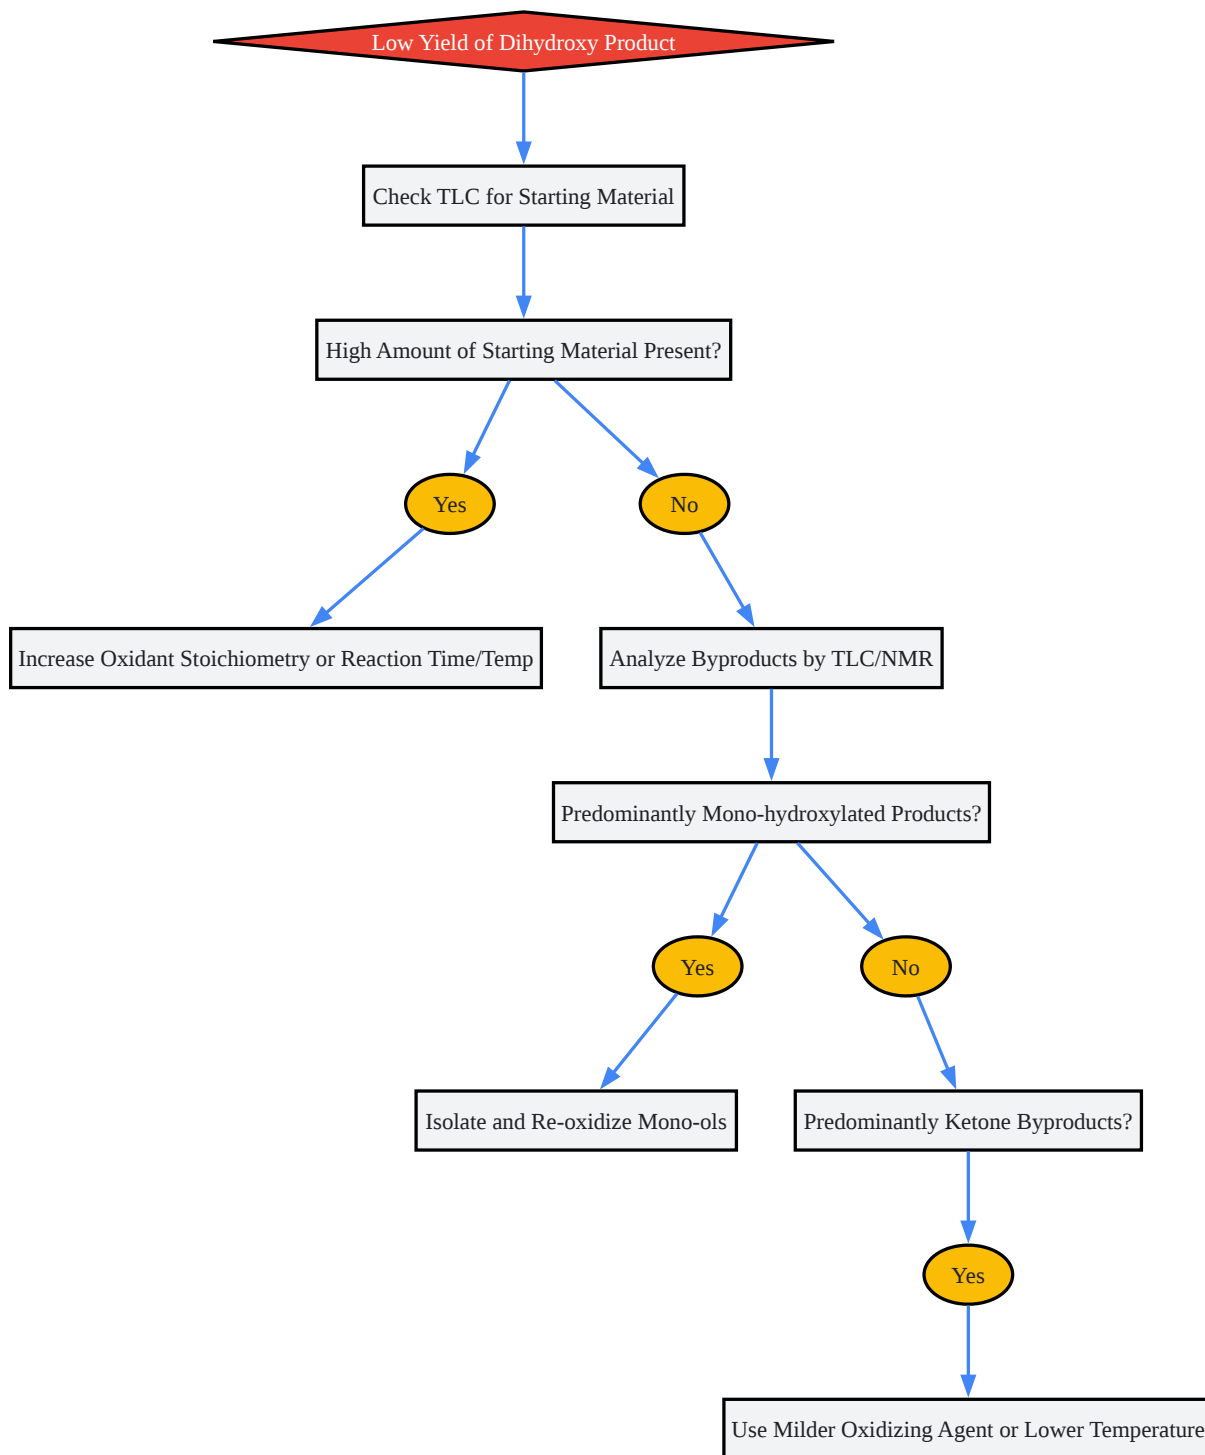 Low Yield of Dihydroxy Product
Check TLC for Starting Material
High Amount of Starting Material Present?
Yes
No
Increase Oxidant Stoichiometry or Reaction Time/Temp
Analyze Byproducts by TLC/NMR
Predominantly Mono-hydroxylated Products?
Yes
No
Isolate and Re-oxidize Mono-ols
Predominantly Ketone Byproducts?
Yes
Use Milder Oxidizing Agent or Lower Temperature